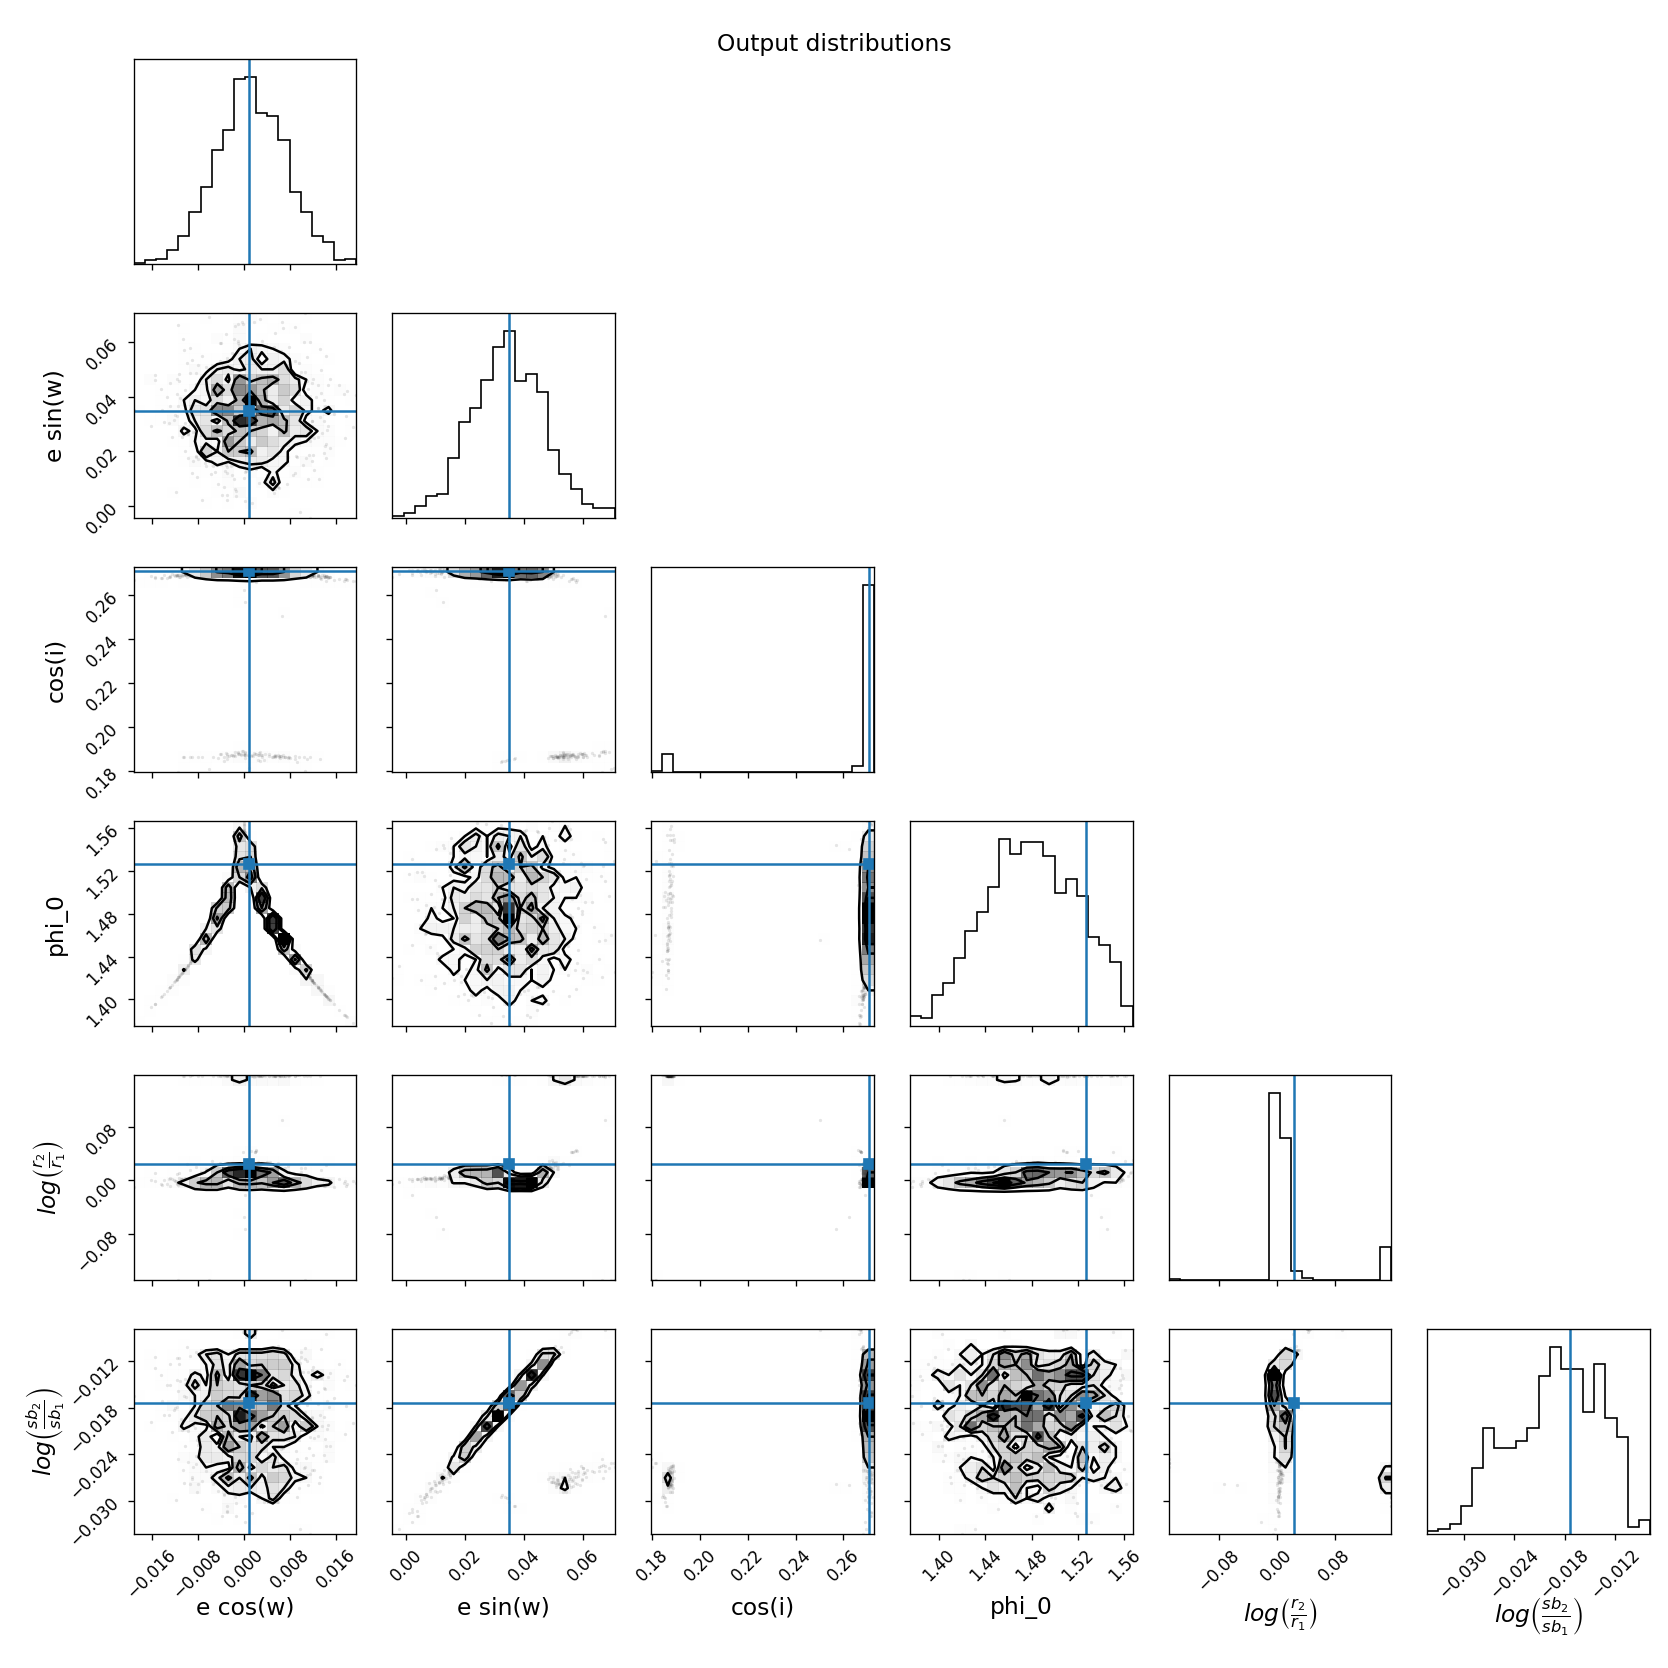 Output distributions
e sin(w)
0.06
0.04
0.02
0.00
cos(i)
0.26
0.24
0.22
0.20
0.18
phi_0
1.56
1.52
1.48
1.44
1.40
log(r₂/r₁)
0.08
0.00
−0.08
log(sb₂/sb₁)
−0.012
−0.018
−0.024
−0.030
−0.016 −0.008 0.000 0.008 0.016
0.00 0.02 0.04 0.06
0.18 0.20 0.22 0.24 0.26
1.40 1.44 1.48 1.52 1.56
−0.08 0.00 0.08
−0.030 −0.024 −0.018 −0.012
e cos(w) e sin(w) cos(i) phi_0 log(r₂/r₁) log(sb₂/sb₁)